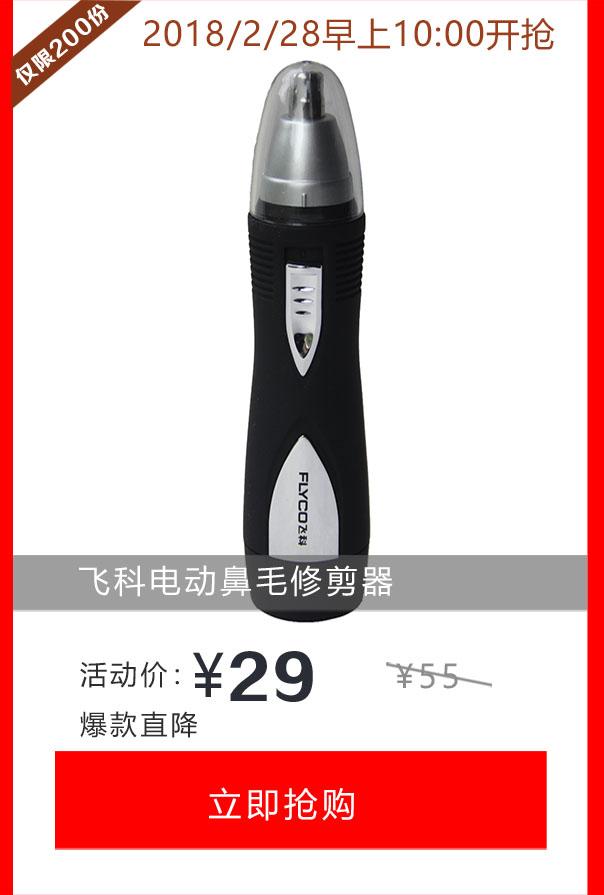 仅限200份
2018/2/28早上10:00开抢
FLYCO飞科
飞科电动鼻毛修剪器
活动价：¥29 ¥55
爆款直降
立即抢购